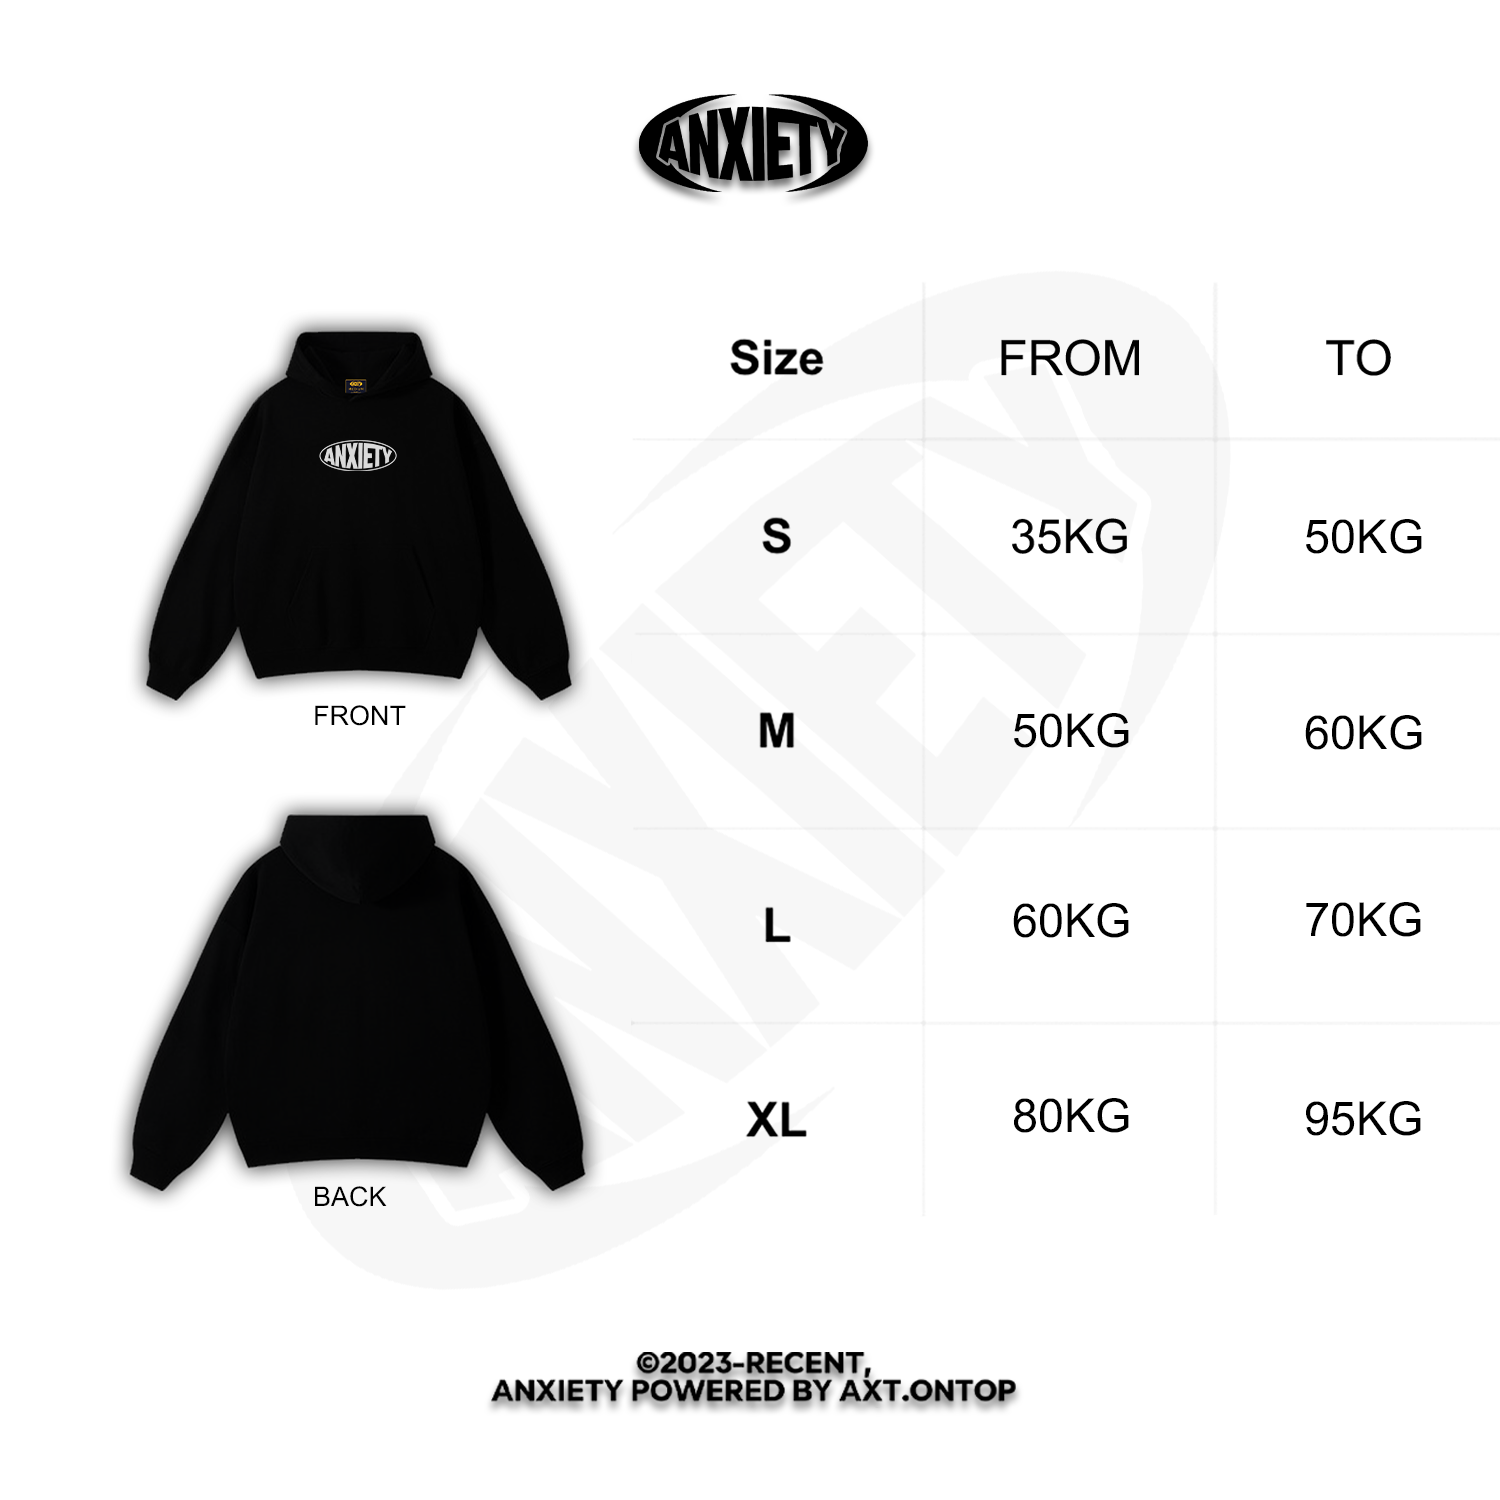 ANXIETY
Size FROM TO
ANXIETY
S 35KG 50KG
M 50KG 60KG
FRONT
L 60KG 70KG
XL 80KG 95KG
BACK
ANXIETY
©2023-RECENT,
ANXIETY POWERED BY AXT.ONTOP